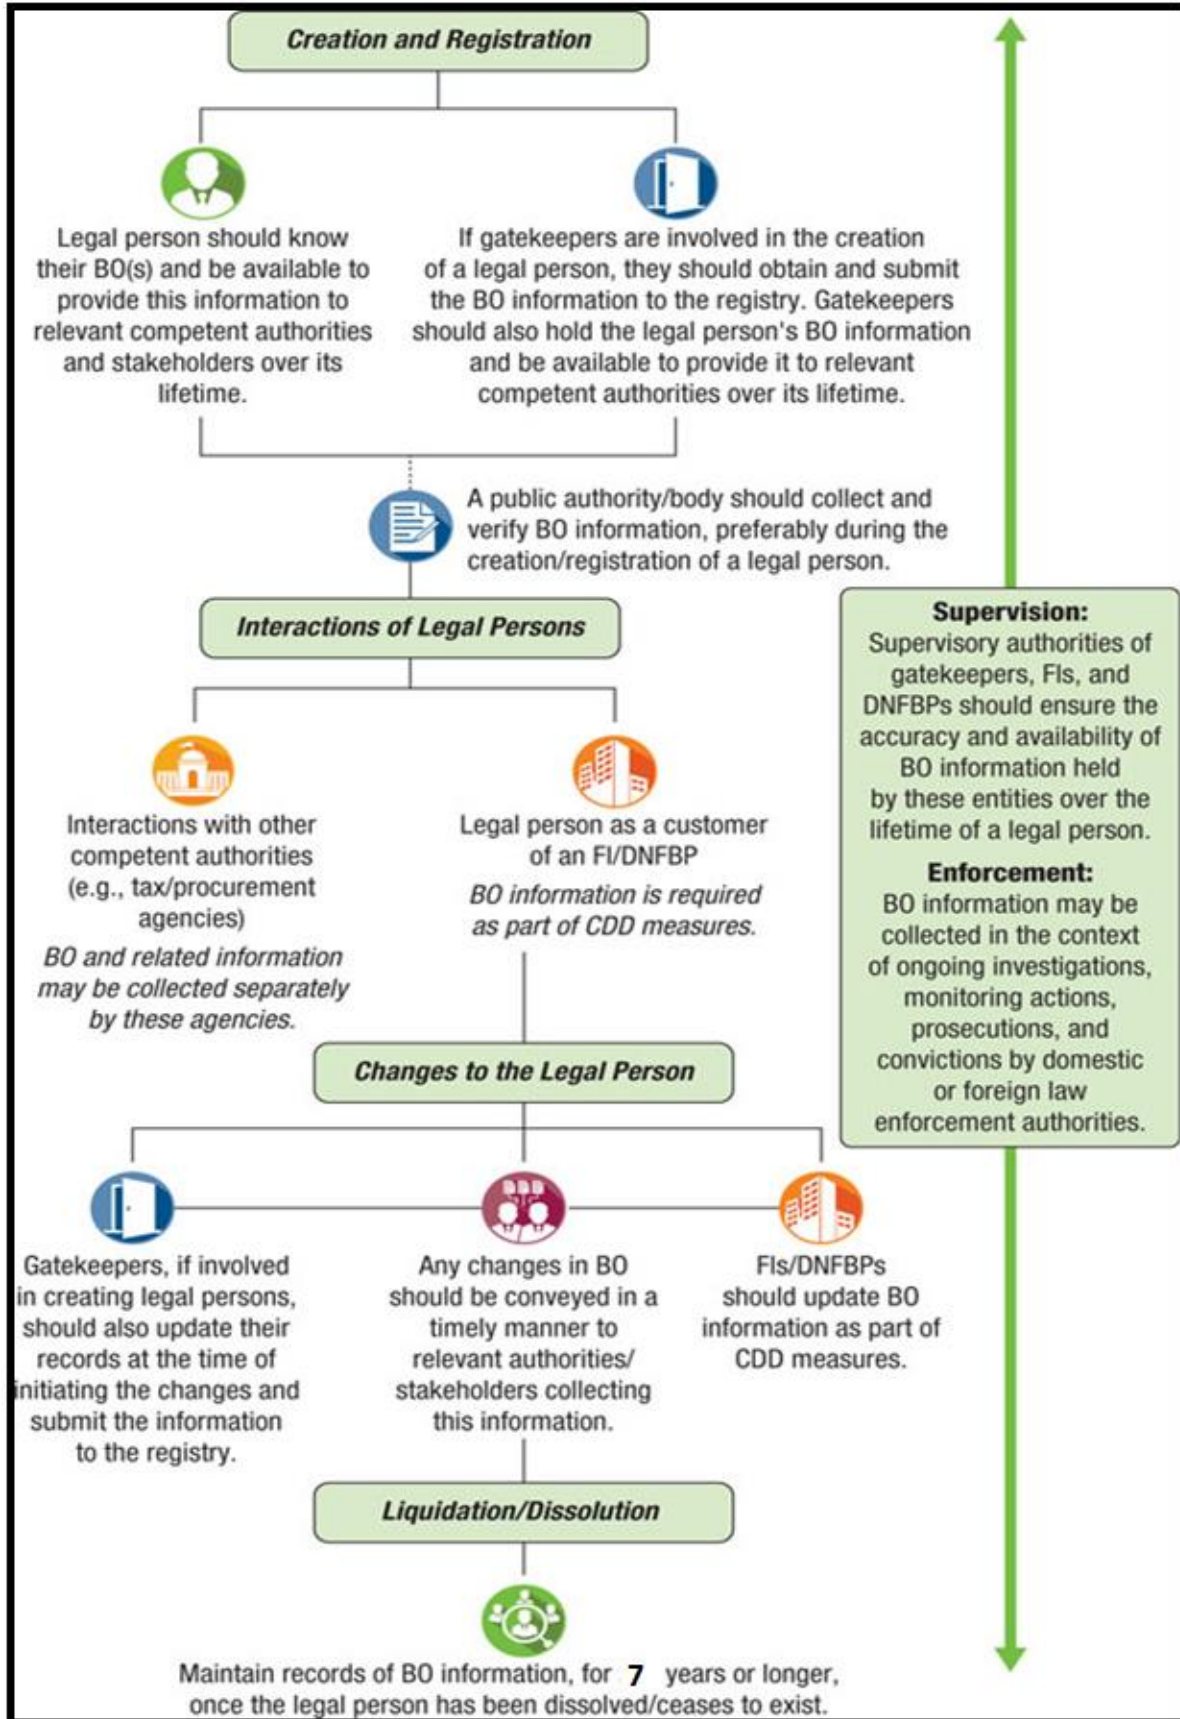 Creation and Registration
Legal person should know
their BO(s) and be available to
provide this information to
relevant competent authorities
and stakeholders over its
lifetime.
If gatekeepers are involved in the creation
of a legal person, they should obtain and submit
the BO information to the registry. Gatekeepers
should also hold the legal person's BO information
and be available to provide it to relevant
competent authorities over its lifetime.
A public authority/body should collect and
verify BO information, preferably during the
creation/registration of a legal person.
Interactions of Legal Persons
Interactions with other
competent authorities
(e.g., tax/procurement
agencies)
BO and related information
may be collected separately
by these agencies.
Legal person as a customer
of an FI/DNFBP
BO information is required
as part of CDD measures.
Supervision:
Supervisory authorities of
gatekeepers, FIs, and
DNFBPs should ensure the
accuracy and availability of
BO information held
by these entities over the
lifetime of a legal person.
Enforcement:
BO information may be
collected in the context
of ongoing investigations,
monitoring actions,
prosecutions, and
convictions by domestic
or foreign law
enforcement authorities.
Changes to the Legal Person
Gatekeepers, if involved
in creating legal persons,
should also update their
records at the time of
initiating the changes and
submit the information
to the registry.
Any changes in BO
should be conveyed in a
timely manner to
relevant authorities/
stakeholders collecting
this information.
FIs/DNFBPs
should update BO
information as part of
CDD measures.
Liquidation/Dissolution
Maintain records of BO information, for 7 years or longer,
once the legal person has been dissolved/ceases to exist.